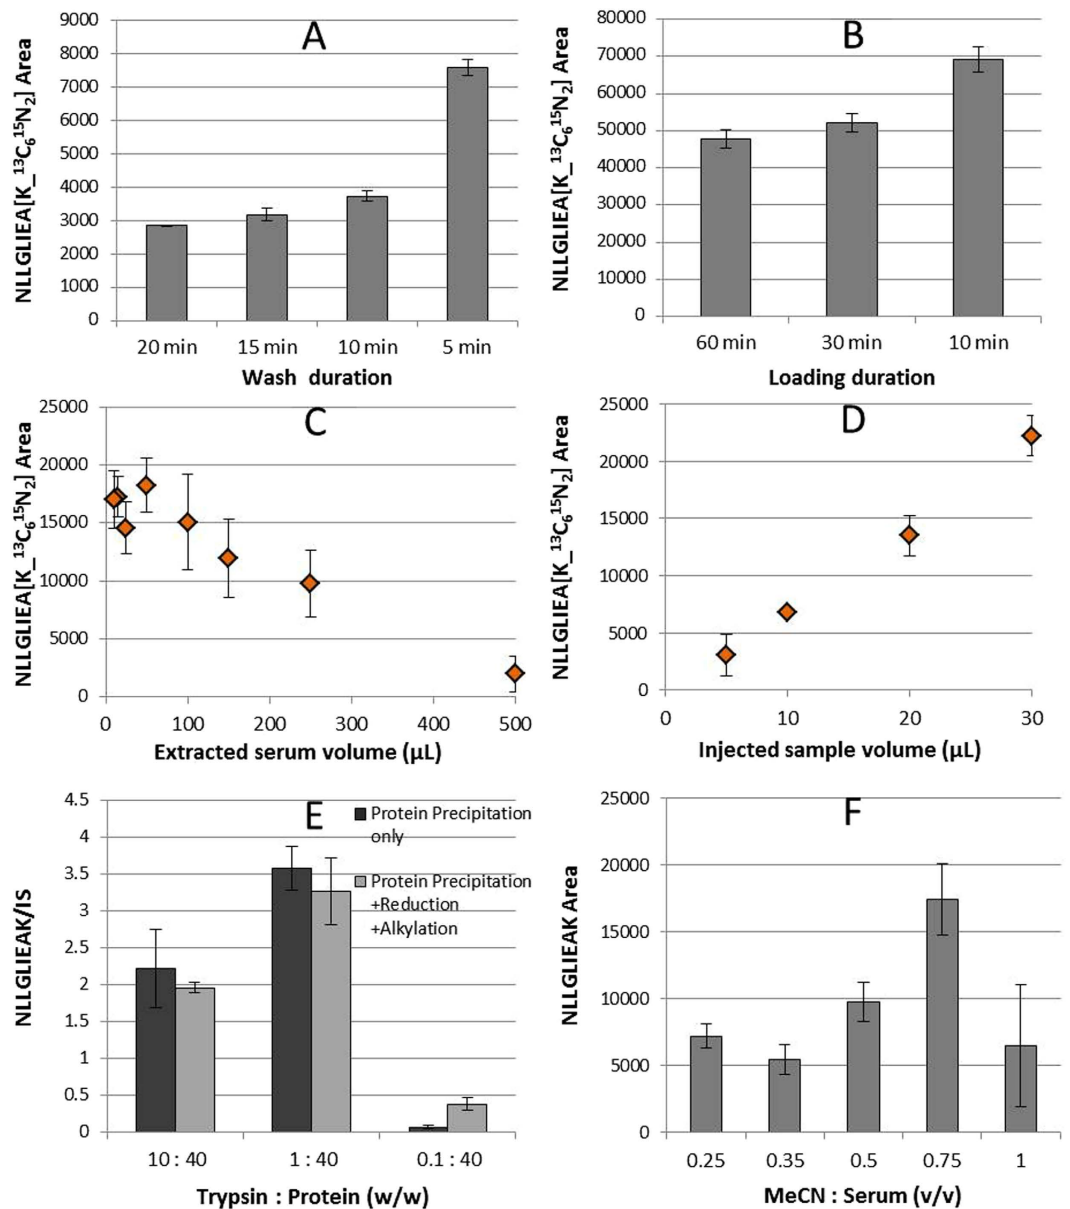 A
NLLGLIEA[K_¹³C₆¹⁵N₂] Area
9000
8000
7000
6000
5000
4000
3000
2000
1000
0
20 min 15 min 10 min 5 min
Wash duration
B
NLLGLIEA[K_¹³C₆¹⁵N₂] Area
80000
70000
60000
50000
40000
30000
20000
10000
0
60 min 30 min 10 min
Loading duration
C
NLLGLIEA[K_¹³C₆¹⁵N₂] Area
25000
20000
15000
10000
5000
0
0 100 200 300 400 500
Extracted serum volume (µL)
D
NLLGLIEA[K_¹³C₆¹⁵N₂] Area
25000
20000
15000
10000
5000
0
0 10 20 30
Injected sample volume (µL)
E
NLLGLIEAK/IS
4.5
4
3.5
3
2.5
2
1.5
1
0.5
0
Protein Precipitation
only
Protein Precipitation
+Reduction
+Alkylation
10 : 40 1 : 40 0.1 : 40
Trypsin : Protein (w/w)
F
NLLGLIEAK Area
25000
20000
15000
10000
5000
0
0.25 0.35 0.5 0.75 1
MeCN : Serum (v/v)